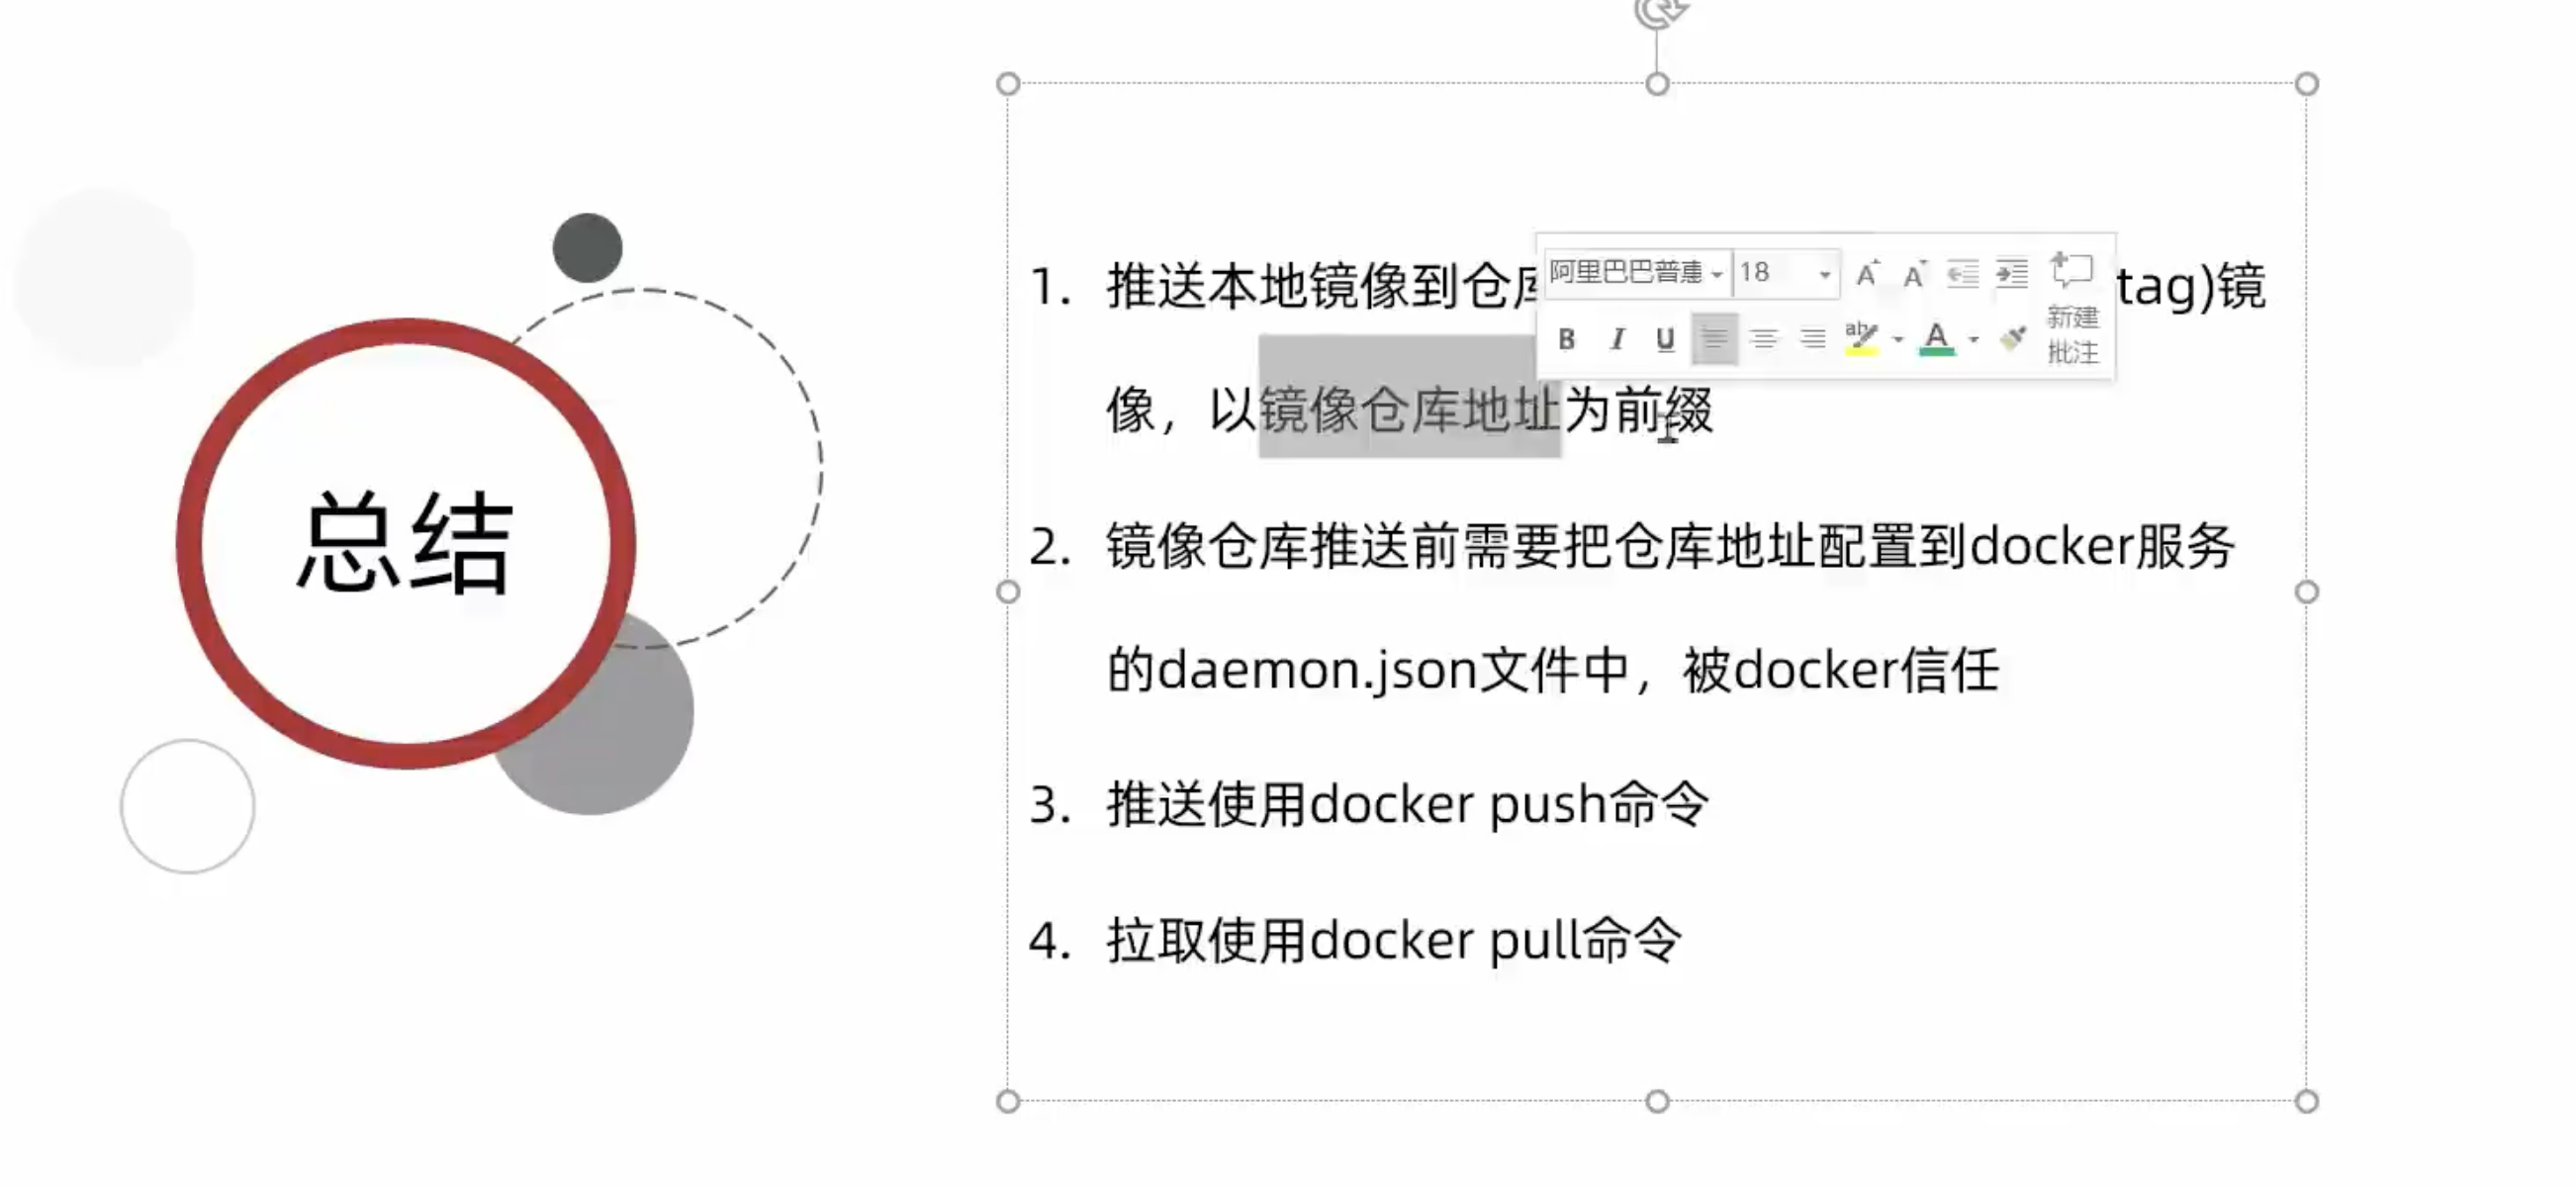 总结
1. 推送本地镜像到仓
tag)镜
像，以镜像仓库地址为前缀
2. 镜像仓库推送前需要把仓库地址配置到docker服务
的daemon.json文件中，被docker信任
3. 推送使用docker push命令
4. 拉取使用docker pull命令
阿里巴巴普惠
18
B I U
新建
批注